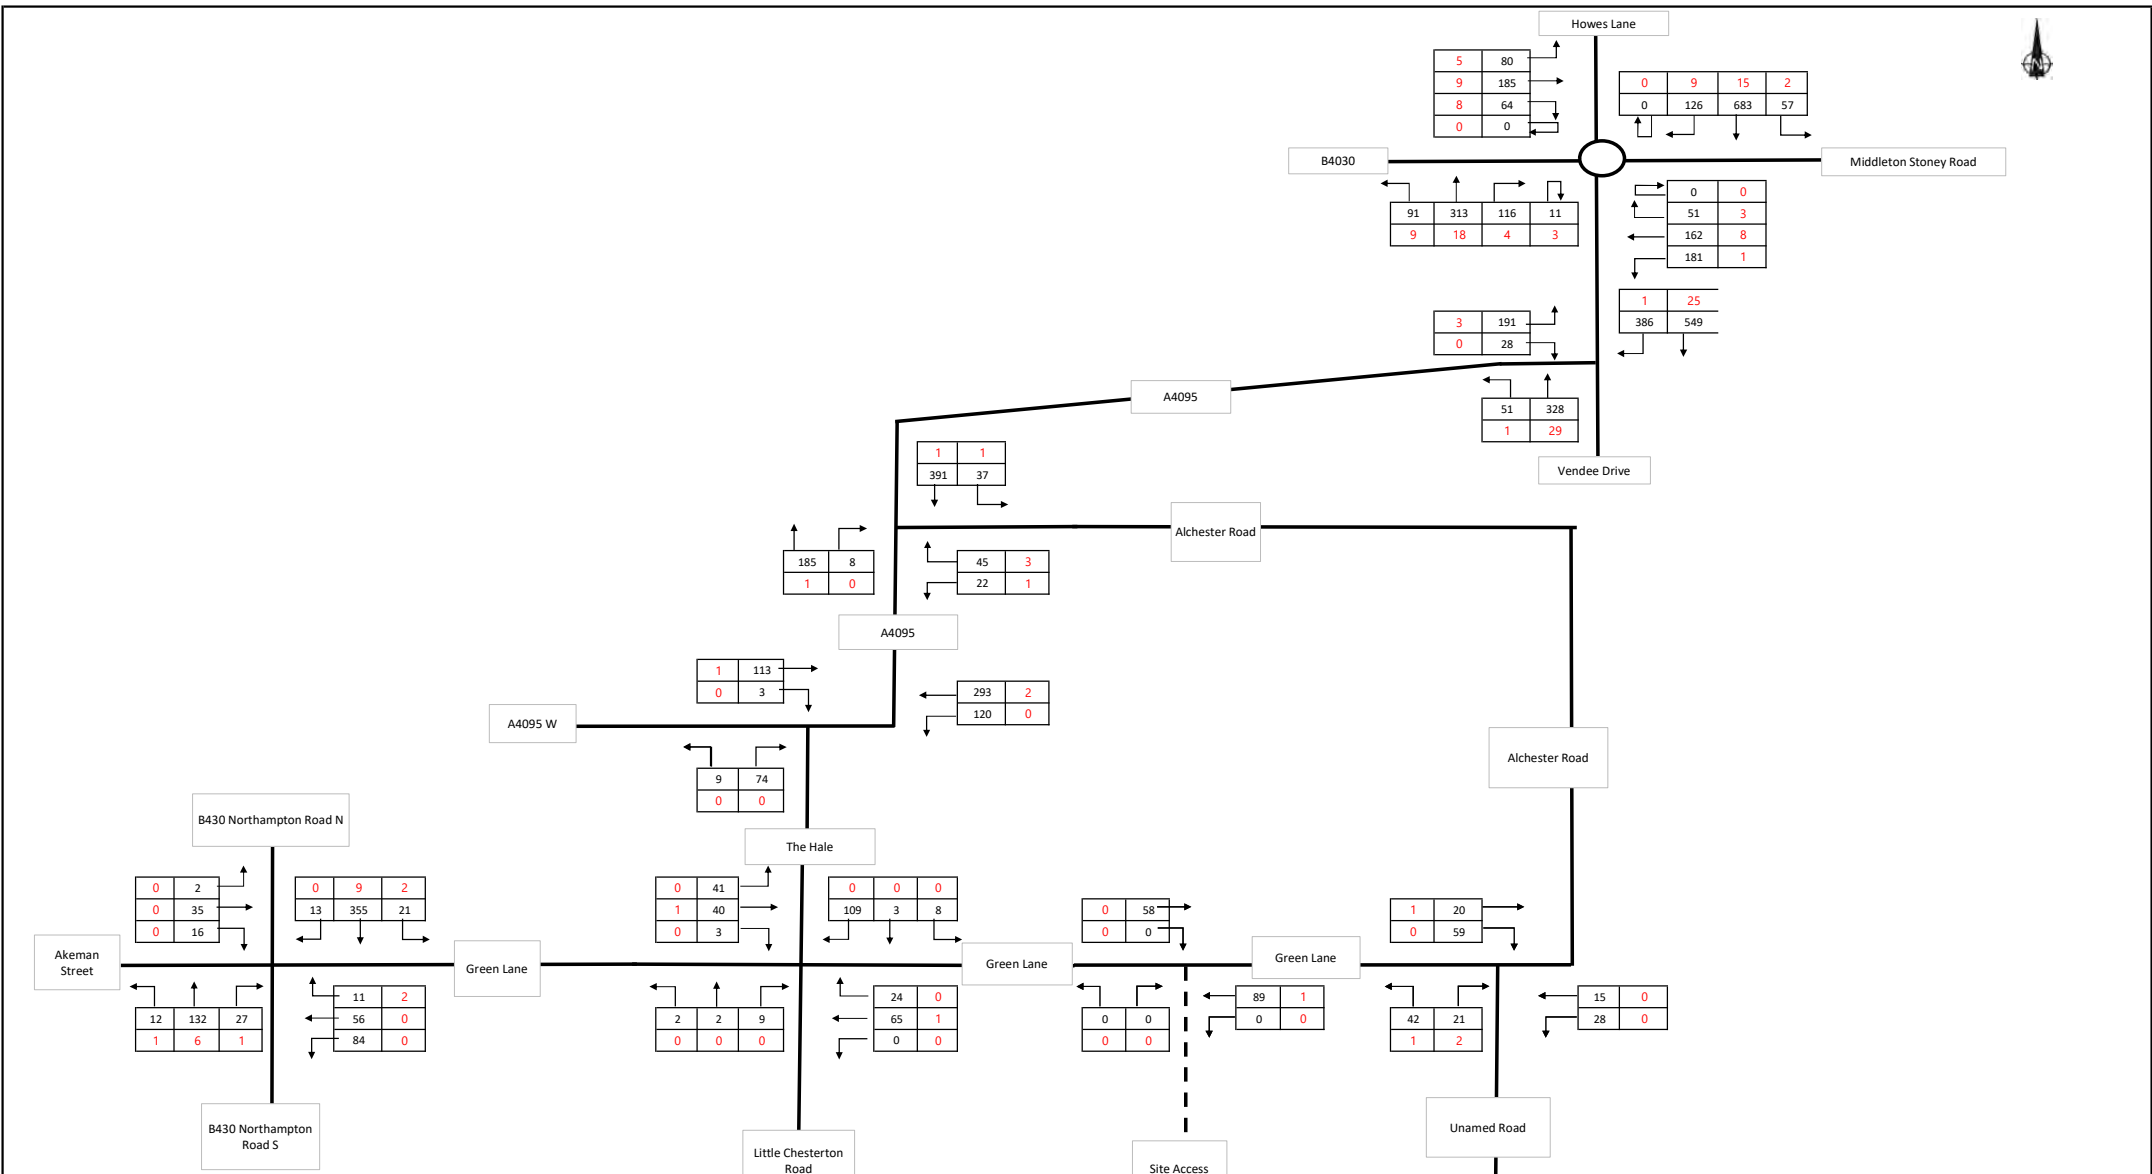 Howes Lane
5 80
9 185
8 64
0 0
0 9 15 2
0 126 683 57
B4030
Middleton Stoney Road
91 313 116 11
9 18 4 3
0 0
51 3
162 8
181 1
1 25
386 549
3 191
0 28
A4095
51 328
1 29
Vendee Drive
1 1
391 37
Alchester Road
185 8
1 0
45 3
22 1
A4095
1 113
0 3
293 2
120 0
A4095 W
9 74
0 0
Alchester Road
B430 Northampton Road N
The Hale
0 2
0 35
0 16
0 9 2
13 355 21
0 41
1 40
0 3
0 0 0
109 3 8
0 58
0 0
1 20
0 59
Akeman
Street
Green Lane
Green Lane
Green Lane
12 132 27
1 6 1
11 2
56 0
84 0
2 2 9
0 0 0
24 0
65 1
0 0
0 0
0 0
89 1
0 0
42 21
1 2
15 0
28 0
B430 Northampton
Road S
Little Chesterton
Road
Site Access
Unamed Road